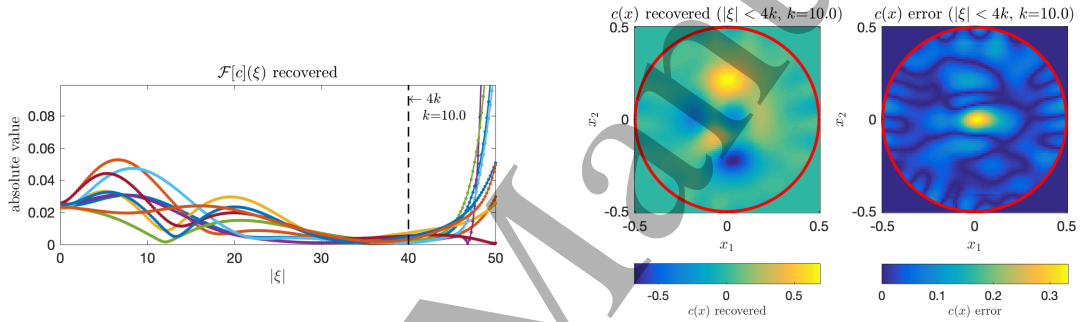 F[c](ξ) recovered
0.08
0.06
0.04
0.02
0
absolute value
← 4k
k=10.0
0 10 20 30 40 50
|ξ|
c(x) recovered (|ξ| < 4k, k=10.0)
0.5
0
-0.5
x₂
-0.5 0 0.5
x₁
-0.5 0 0.5
c(x) recovered
c(x) error (|ξ| < 4k, k=10.0)
0.5
0
-0.5
x₂
-0.5 0 0.5
x₁
0 0.1 0.2 0.3
c(x) error